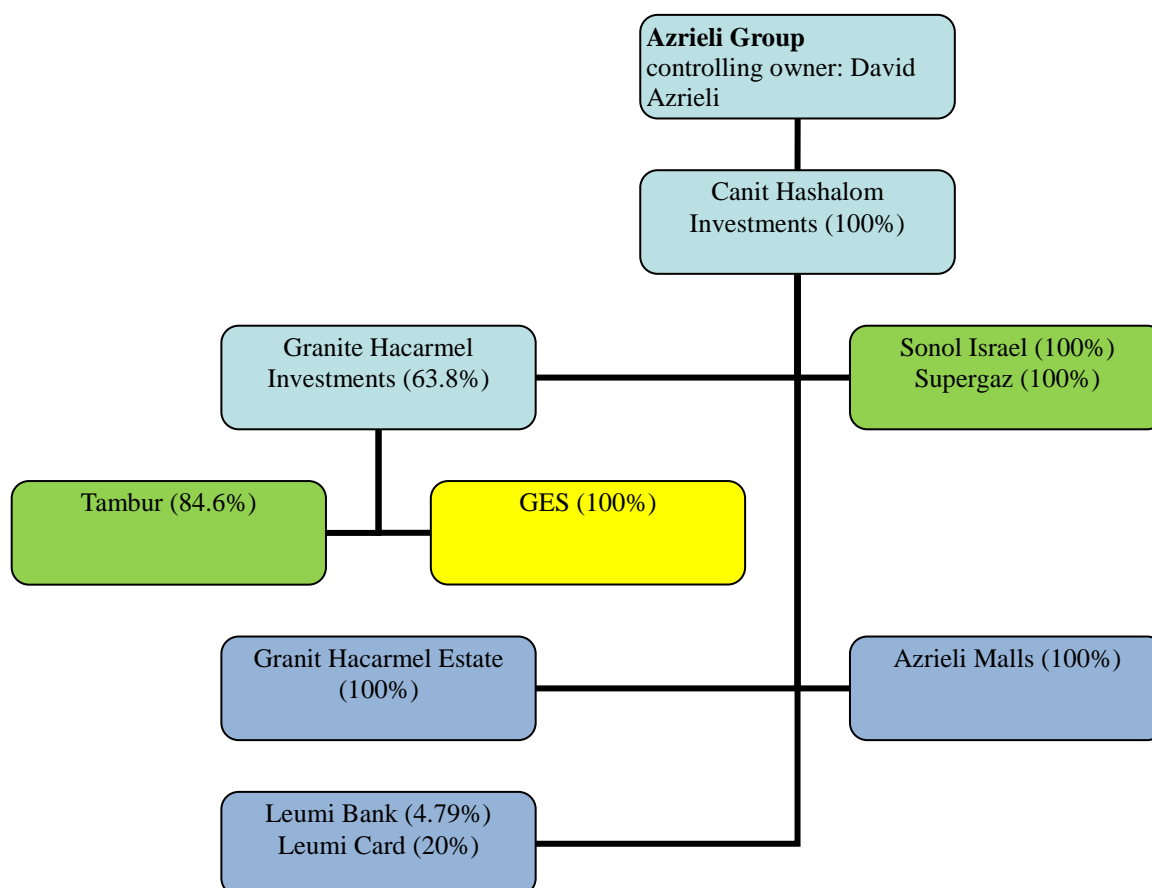 Azrieli Group
controlling owner: David
Azrieli
Canit Hashalom
Investments (100%)
Granite Hacarmel
Investments (63.8%)
Sonol Israel (100%)
Supergaz (100%)
Tambur (84.6%)
GES (100%)
Granit Hacarmel Estate
(100%)
Azrieli Malls (100%)
Leumi Bank (4.79%)
Leumi Card (20%)